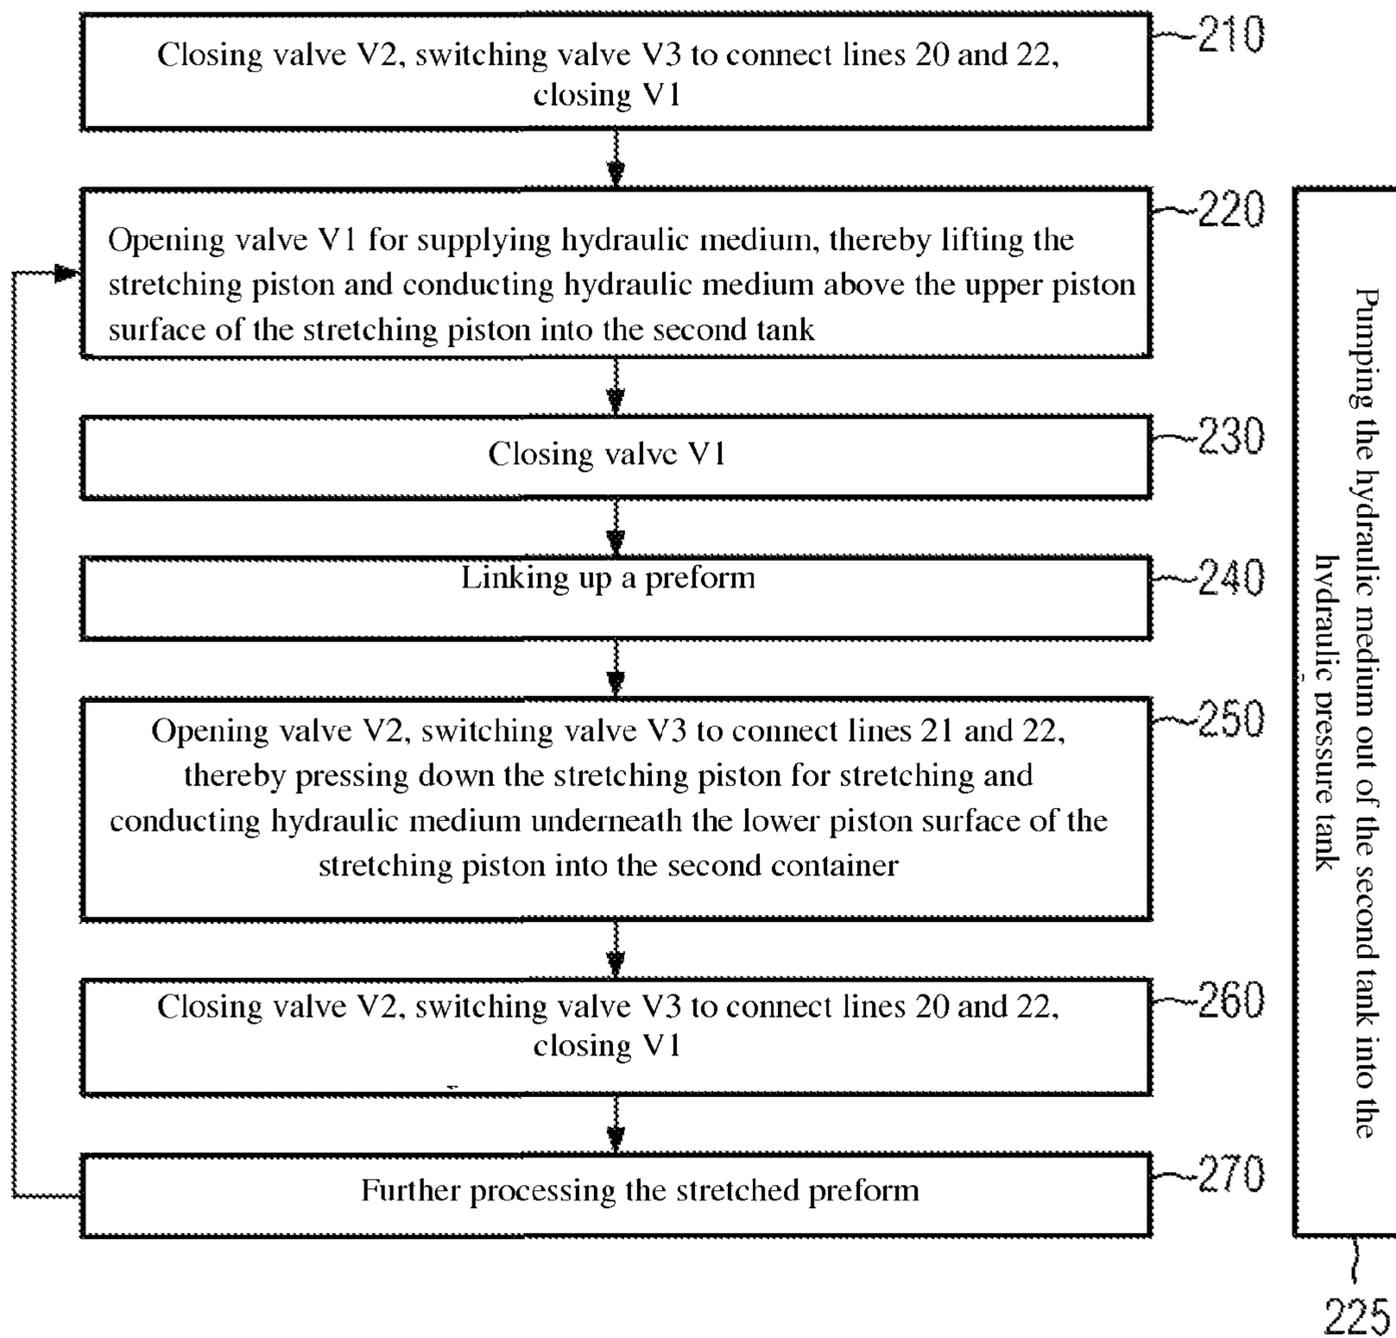 Closing valve V2, switching valve V3 to connect lines 20 and 22,
closing V1
210
Opening valve V1 for supplying hydraulic medium, thereby lifting the
stretching piston and conducting hydraulic medium above the upper piston
surface of the stretching piston into the second tank
220
Closing valve V1
230
Linking up a preform
240
Opening valve V2, switching valve V3 to connect lines 21 and 22,
thereby pressing down the stretching piston for stretching and
conducting hydraulic medium underneath the lower piston surface of the
stretching piston into the second container
250
Closing valve V2, switching valve V3 to connect lines 20 and 22,
closing V1
260
Further processing the stretched preform
270
Pumping the hydraulic medium out of the second tank into the
hydraulic pressure tank
225